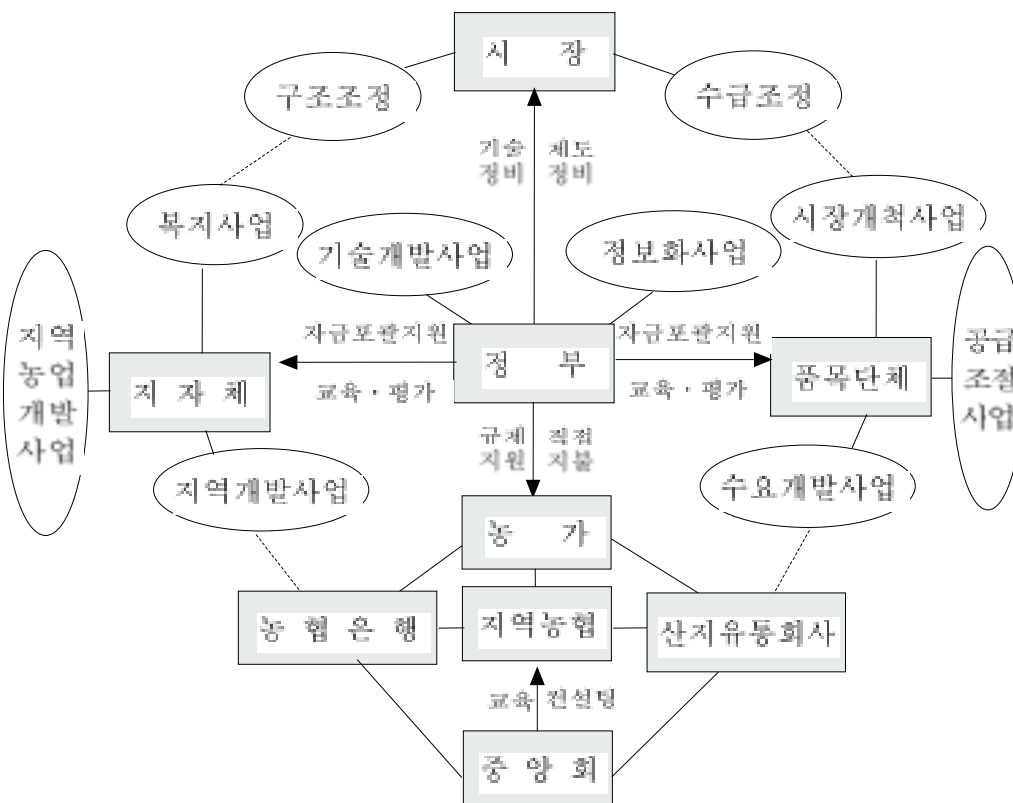 시 장
구조조정
수급조정
기술 제도
정비 정비
복지사업
시장개척사업
기술개발사업
정보화사업
지역
농업
개발
사업
자금포괄지원
정 부
자금포괄지원
공급
조절
사업
지 자 체
교육·평가
교육·평가
품목단체
규제 직접
지원 지불
지역개발사업
수요개발사업
농 가
농 협 은 행
지역농협
산지유통회사
교육 컨설팅
중 앙 회